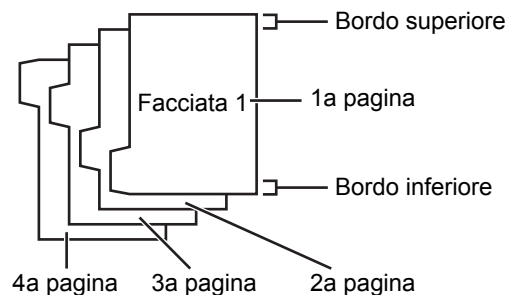 Bordo superiore
Facciata 1
1a pagina
Bordo inferiore
4a pagina
3a pagina
2a pagina